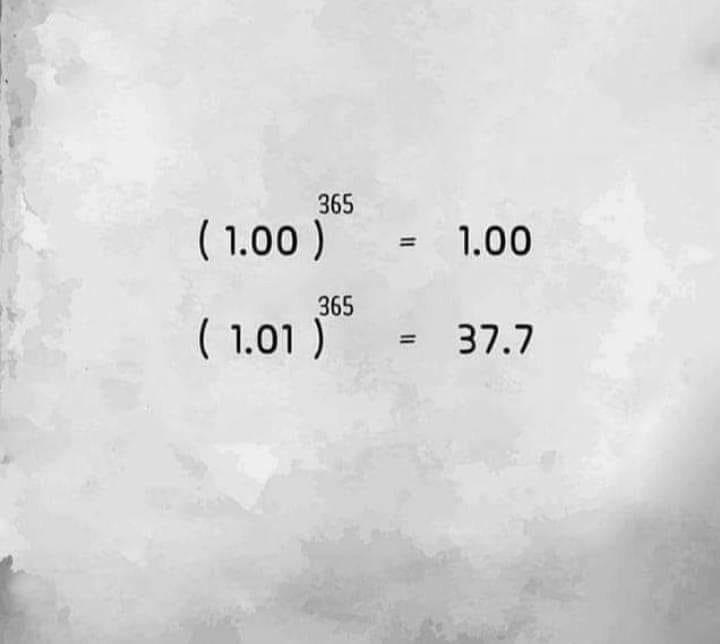 ( 1.00 )³⁶⁵ = 1.00
( 1.01 )³⁶⁵ = 37.7